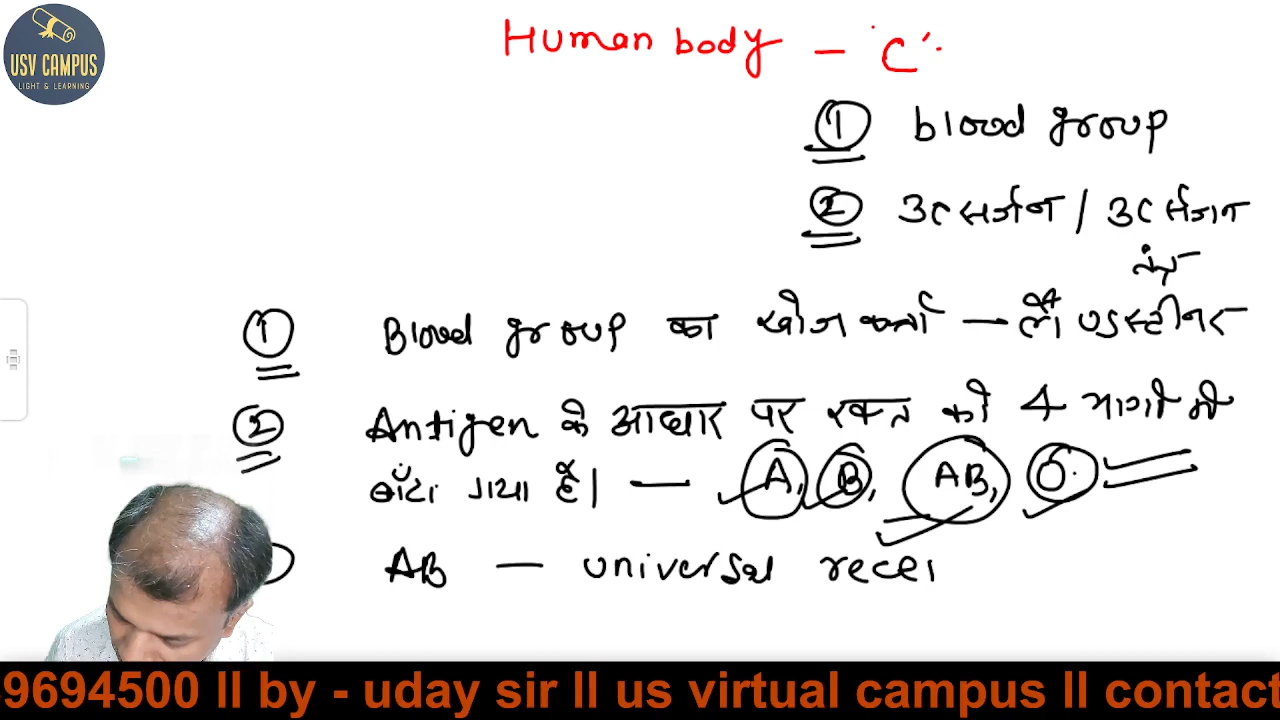 USV CAMPUS
LIGHT & LEARNING
Human body - 'C'
① blood group
② उत्सर्जन / उत्सर्जन
तंत्र
① Blood group का खोज कर्ता - लैण्डस्टीनर
② Antigen के आधार पर रक्त को 4 भागों में
बाँटा गया है। - A, B, AB, O
AB - universal recei
9694500 ll by - uday sir ll us virtual campus ll contact